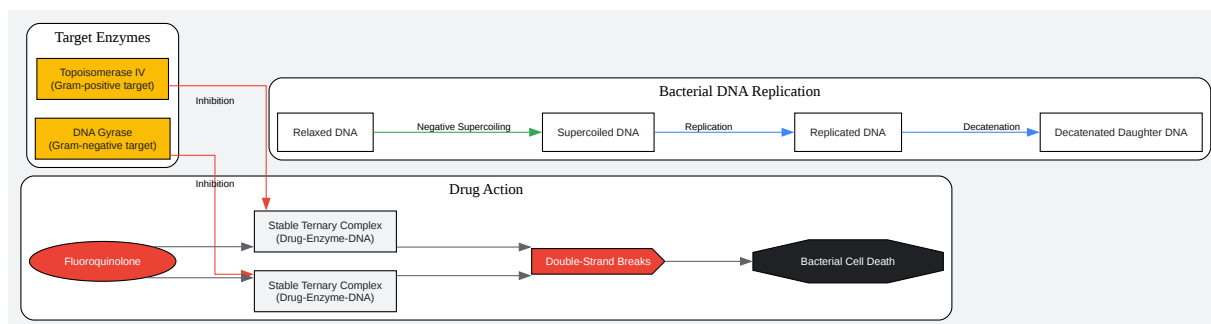 Target Enzymes
Topoisomerase IV
(Gram-positive target)
Inhibition
DNA Gyrase
(Gram-negative target)
Inhibition
Bacterial DNA Replication
Relaxed DNA
Negative Supercoiling
Supercoiled DNA
Replication
Replicated DNA
Decatenation
Decatenated Daughter DNA
Drug Action
Fluoroquinolone
Stable Ternary Complex
(Drug-Enzyme-DNA)
Stable Ternary Complex
(Drug-Enzyme-DNA)
Double-Strand Breaks
Bacterial Cell Death